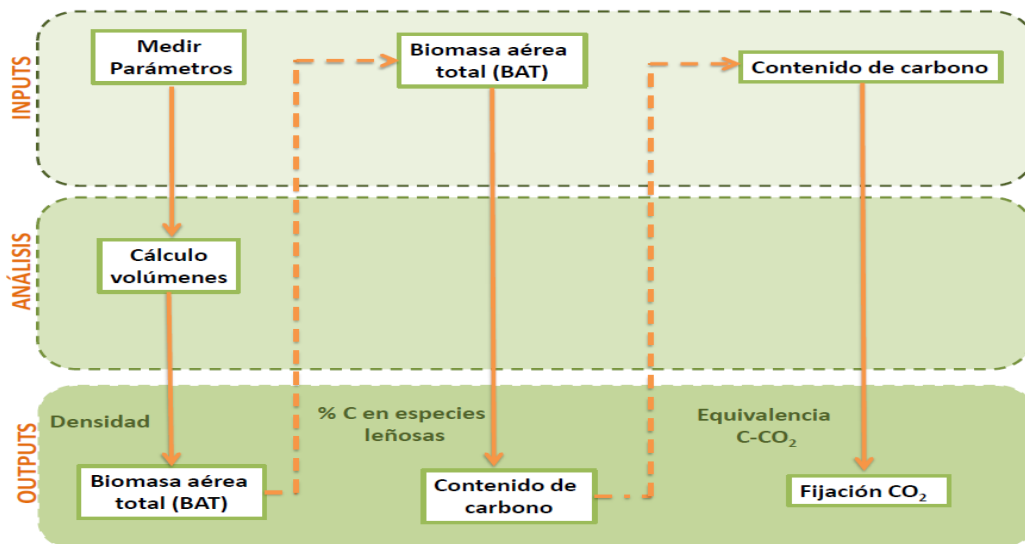 INPUTS
Medir
Parámetros
Biomasa aérea
total (BAT)
Contenido de carbono
ANÁLISIS
Cálculo
volúmenes
OUTPUTS
Densidad
% C en especies
leñosas
Equivalencia
C-CO₂
Biomasa aérea
total (BAT)
Contenido de
carbono
Fijación CO₂